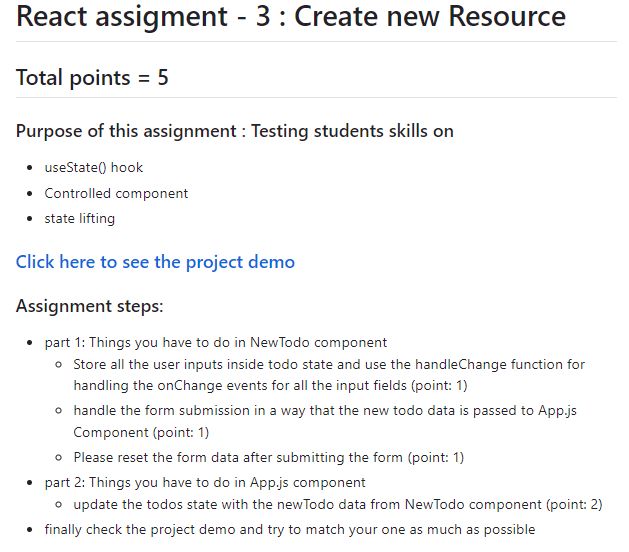 React assigment - 3 : Create new Resource
Total points = 5
Purpose of this assignment : Testing students skills on
useState() hook
Controlled component
state lifting
Click here to see the project demo
Assignment steps:
part 1: Things you have to do in NewTodo component
Store all the user inputs inside todo state and use the handleChange function for
handling the onChange events for all the input fields (point: 1)
handle the form submission in a way that the new todo data is passed to App.js
Component (point: 1)
Please reset the form data after submitting the form (point: 1)
part 2: Things you have to do in App.js component
update the todos state with the newTodo data from NewTodo component (point: 2)
finally check the project demo and try to match your one as much as possible